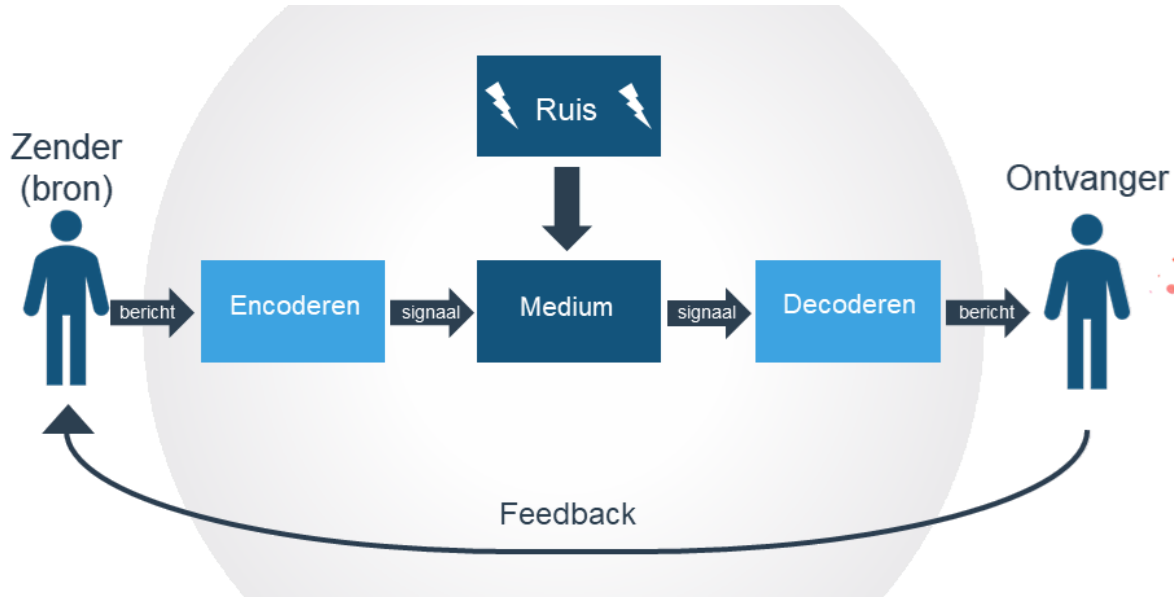 Ruis
Zender
(bron)
Ontvanger
bericht
Encoderen
signaal
Medium
signaal
Decoderen
bericht
Feedback